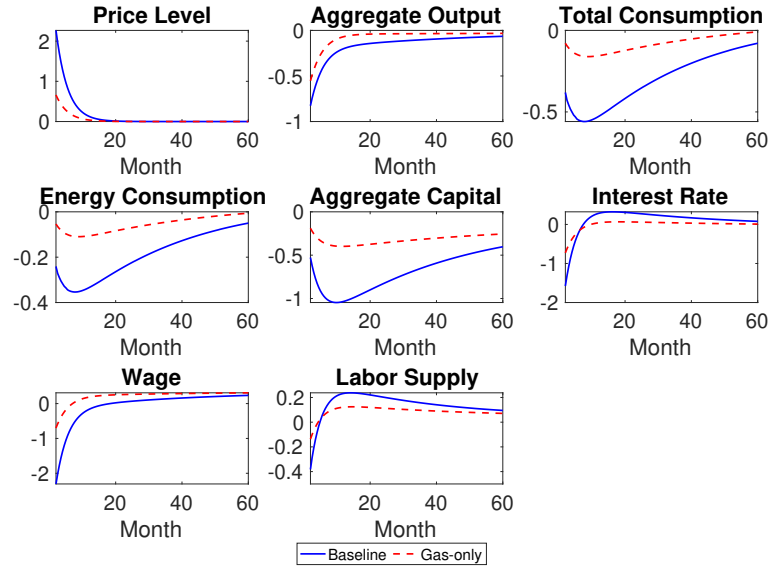 Price Level
2
1
0
20 40 60
Month
Aggregate Output
0
-0.5
-1
20 40 60
Month
Total Consumption
0
-0.5
20 40 60
Month
Energy Consumption
0
-0.2
-0.4
20 40 60
Month
Aggregate Capital
0
-0.5
-1
20 40 60
Month
Interest Rate
0
-1
-2
20 40 60
Month
Wage
0
-1
-2
20 40 60
Month
Labor Supply
0.2
0
-0.2
-0.4
20 40 60
Month
Baseline Gas-only